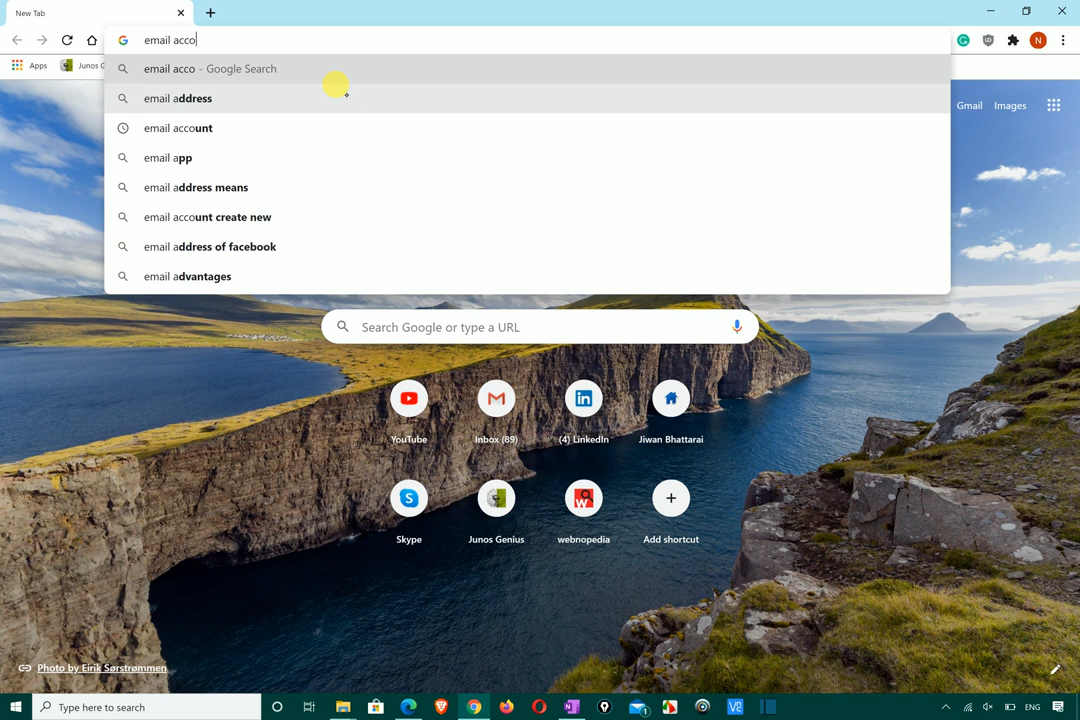 New Tab
email acco
N
Apps
Junos G
email acco - Google Search
email address
email account
email app
email address means
email account create new
email address of facebook
email advantages
Gmail
Images
Search Google or type a URL
YouTube
Inbox (89)
(4) LinkedIn
Jiwan Bhattarai
Skype
Junos Genius
webnopedia
Add shortcut
Photo by Eirik Sørstrømmen
Type here to search
ENG